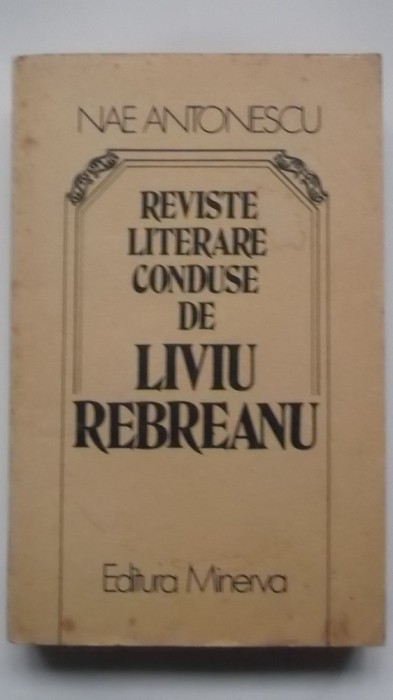 NAE ANTONESCU
REVISTE
LITERARE
CONDUSE
DE
LIVIU
REBREANU
Editura Minerva